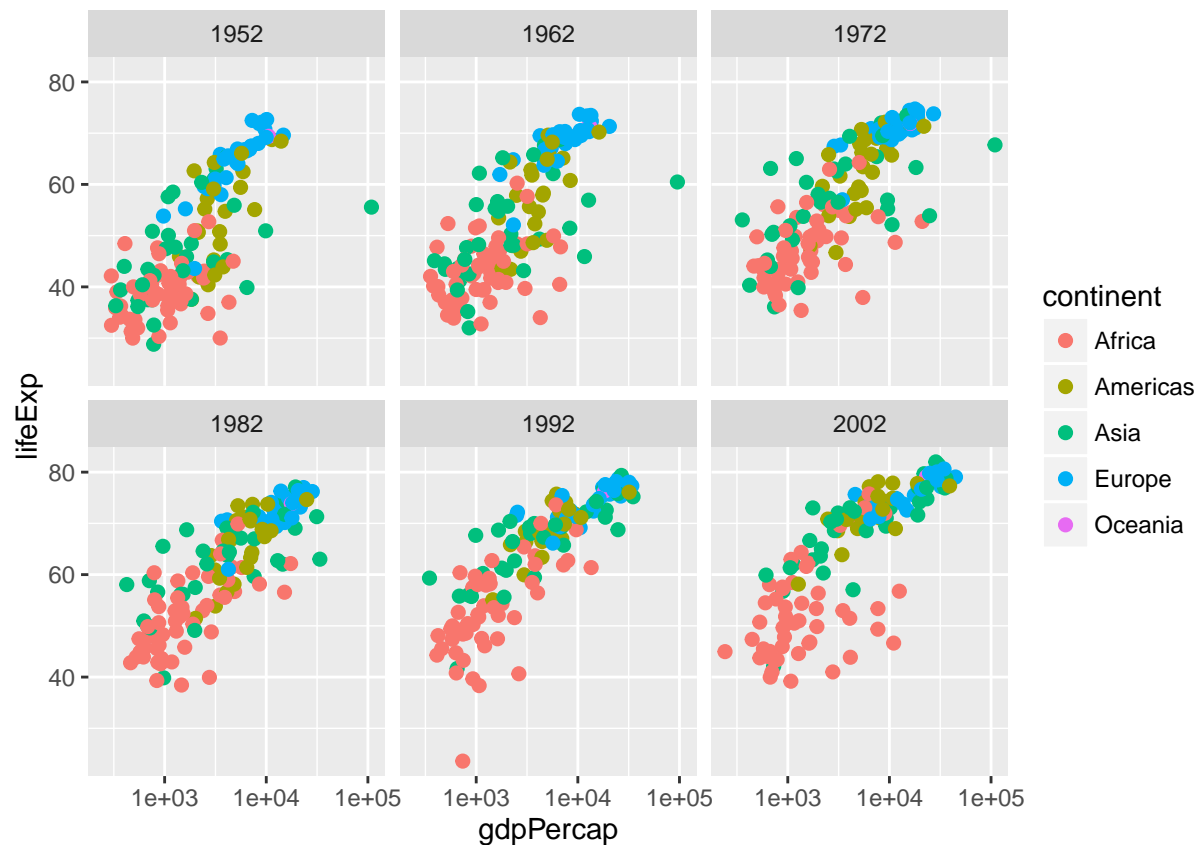 1952
1962
1972
80
60
40
1982
1992
2002
80
60
40
1e+03
1e+04
1e+05
1e+03
1e+04
1e+05
1e+03
1e+04
1e+05
gdpPercap
lifeExp
continent
Africa
Americas
Asia
Europe
Oceania